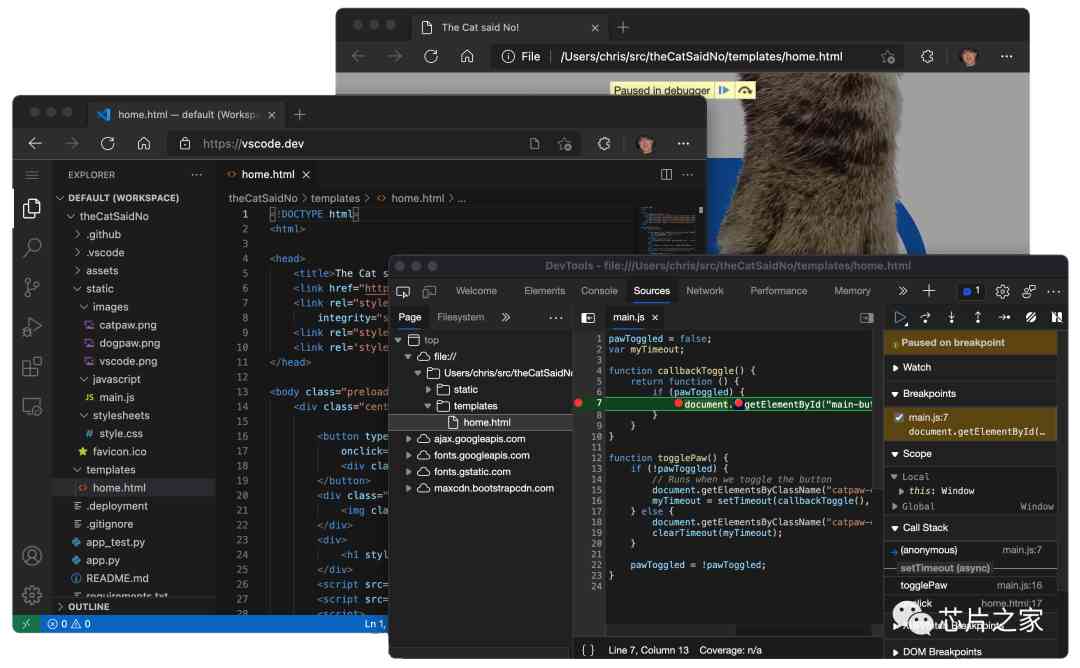 The Cat said No!
File
/Users/chris/src/theCatSaidNo/templates/home.html
Paused in debugger
home.html — default (Workspa
https://vscode.dev
EXPLORER
DEFAULT (WORKSPACE)
theCatSaidNo
.github
.vscode
assets
static
images
catpaw.png
dogpaw.png
vscode.png
javascript
JS main.js
stylesheets
# style.css
favicon.ico
templates
home.html
.deployment
.gitignore
app_test.py
app.py
README.md
requirements.txt
OUTLINE
0 0
Ln 1,
home.html
theCatSaidNo > templates > home.html > ...
1 <!DOCTYPE html>
2 <html>
3
4 <head>
5 <title>The Cat s
6 <link href="http
7 <link rel="style
8 integrity="s
9 <link rel="style
10 <link rel='style
11 </head>
12
13 <body class="preload
14 <div class="cent
15
16 <button type
17 onclick=
18 <div cla
19 </button>
20 <div class="
21 <img cla
22 </div>
23 <div>
24 <h1 styl
25 </div>
26 <script src=
27 <script src=
28 <script
DevTools - file:///Users/chris/src/theCatSaidNo/templates/home.html
Welcome Elements Console Sources Network Performance Memory
1
Page Filesystem
top
file://
Users/chris/src/theCatSaidNo
static
templates
home.html
ajax.googleapis.com
fonts.googleapis.com
fonts.gstatic.com
maxcdn.bootstrapcdn.com
main.js
1 pawToggled = false;
2 var myTimeout;
3
4 function callbackToggle() {
5 return function () {
6 if (pawToggled) {
7 document.getElementById("main-but
8 }
9 }
10 }
11
12 function togglePaw() {
13 if (!pawToggled) {
14 // Runs when we toggle the button
15 document.getElementsByClassName("catpaw-
16 myTimeout = setTimeout(callbackToggle(),
17 } else {
18 document.getElementsByClassName("catpaw-
19 clearTimeout(myTimeout);
20 }
21
22 pawToggled = !pawToggled;
23 }
24
{ } Line 7, Column 13 Coverage: n/a
Paused on breakpoint
Watch
Breakpoints
main.js:7
document.getElementById(…
Scope
Local
this: Window
Global Window
Call Stack
(anonymous) main.js:7
setTimeout (async)
togglePaw main.js:16
onclick home.html:17
Breakpoints
DOM Breakpoints
芯片之家